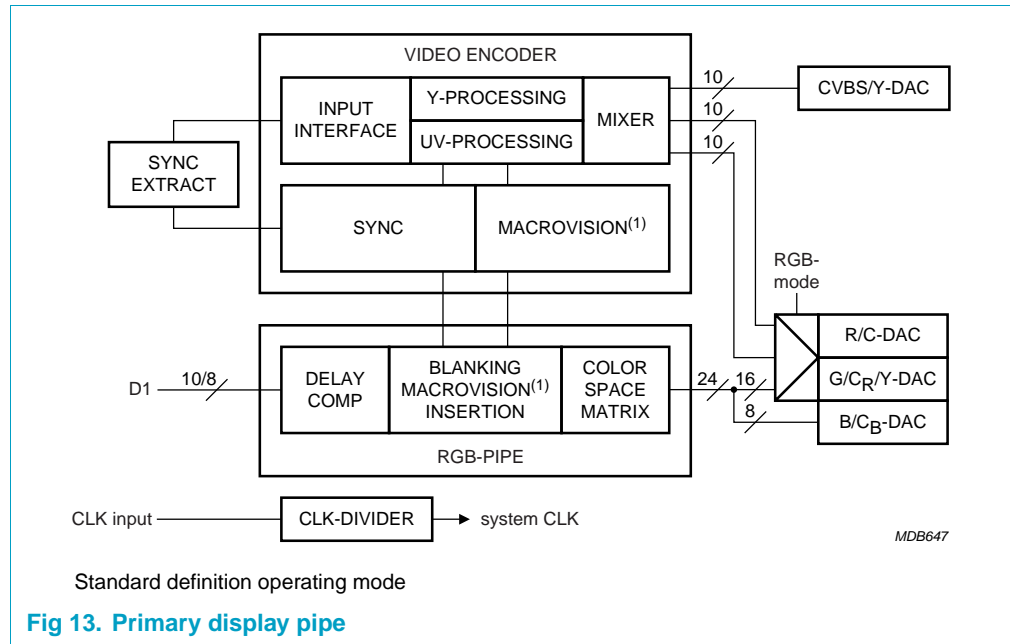 VIDEO ENCODER
INPUT
INTERFACE
Y-PROCESSING
UV-PROCESSING
MIXER
10
10
10
CVBS/Y-DAC
SYNC
EXTRACT
SYNC
MACROVISION(1)
RGB-
mode
R/C-DAC
G/CR/Y-DAC
B/CB-DAC
D1
10/8
DELAY
COMP
BLANKING
MACROVISION(1)
INSERTION
COLOR
SPACE
MATRIX
24
16
8
RGB-PIPE
CLK input
CLK-DIVIDER
system CLK
MDB647
Standard definition operating mode
Fig 13. Primary display pipe